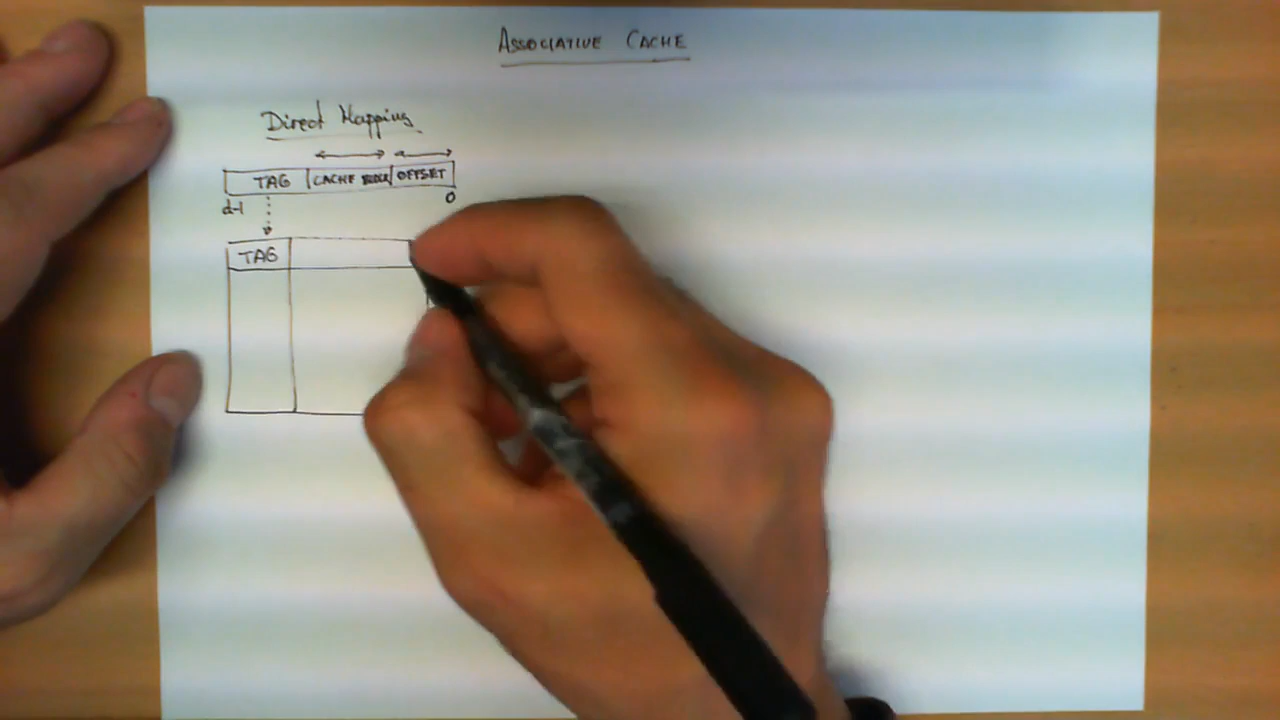 ASSOCIATIVE CACHE
Direct Mapping
TAG CACHE BLOCK OFFSET
d-1 0
TAG